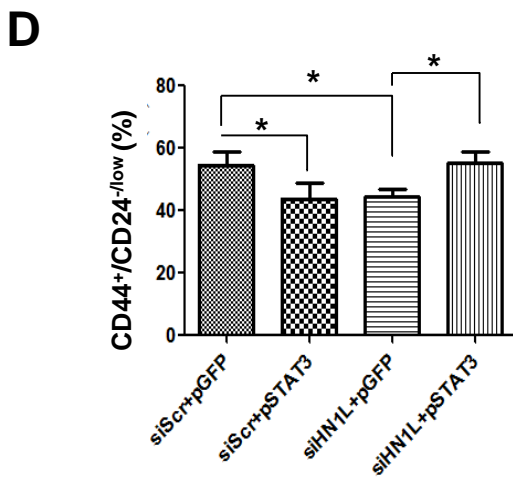 D
*
*
*
80
60
40
20
0
CD44+/CD24-/low (%)
siScr+pGFP
siScr+pSTAT3
siHN1L+pGFP
siHN1L+pSTAT3